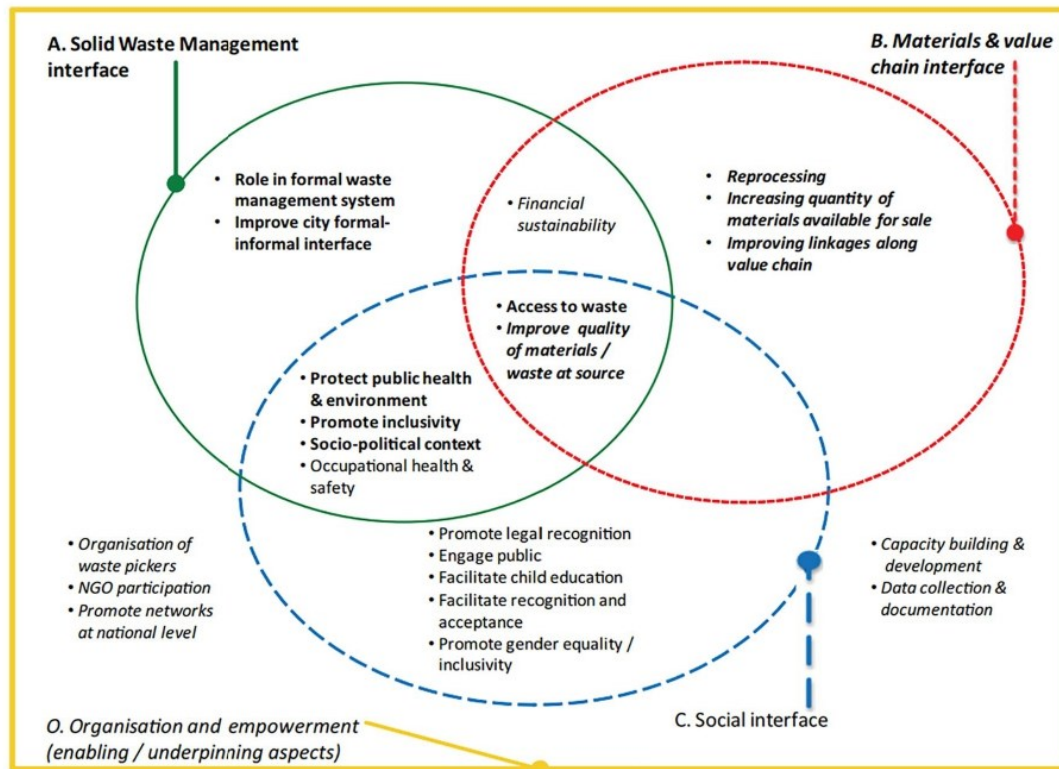 A. Solid Waste Management
interface
B. Materials & value
chain interface
• Role in formal waste
management system
• Improve city formal-
informal interface
• Financial
sustainability
• Reprocessing
• Increasing quantity of
materials available for sale
• Improving linkages along
value chain
• Access to waste
• Improve quality
of materials /
waste at source
• Protect public health
& environment
• Promote inclusivity
• Socio-political context
• Occupational health &
safety
• Organisation of
waste pickers
• NGO participation
• Promote networks
at national level
• Promote legal recognition
• Engage public
• Facilitate child education
• Facilitate recognition and
acceptance
• Promote gender equality /
inclusivity
• Capacity building &
development
• Data collection &
documentation
O. Organisation and empowerment
(enabling / underpinning aspects)
C. Social interface